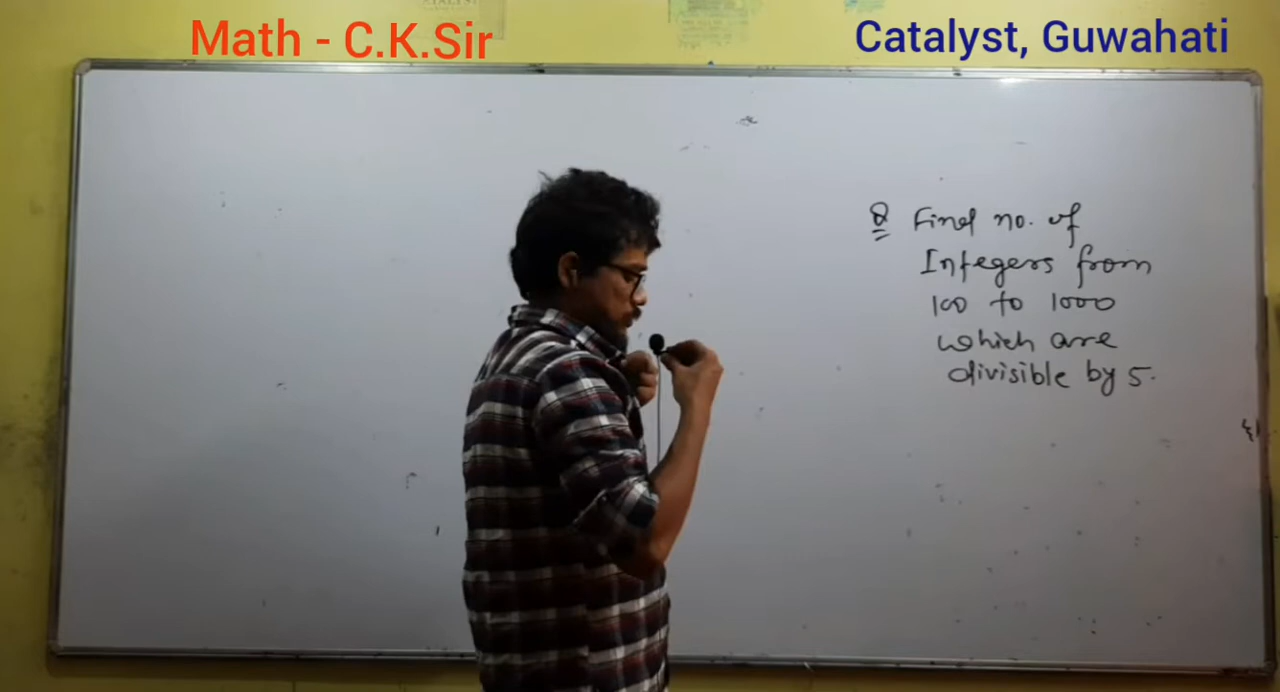 Math - C.K.Sir
Catalyst, Guwahati
Q Find no. of
Integers from
100 to 1000
which are
divisible by 5.